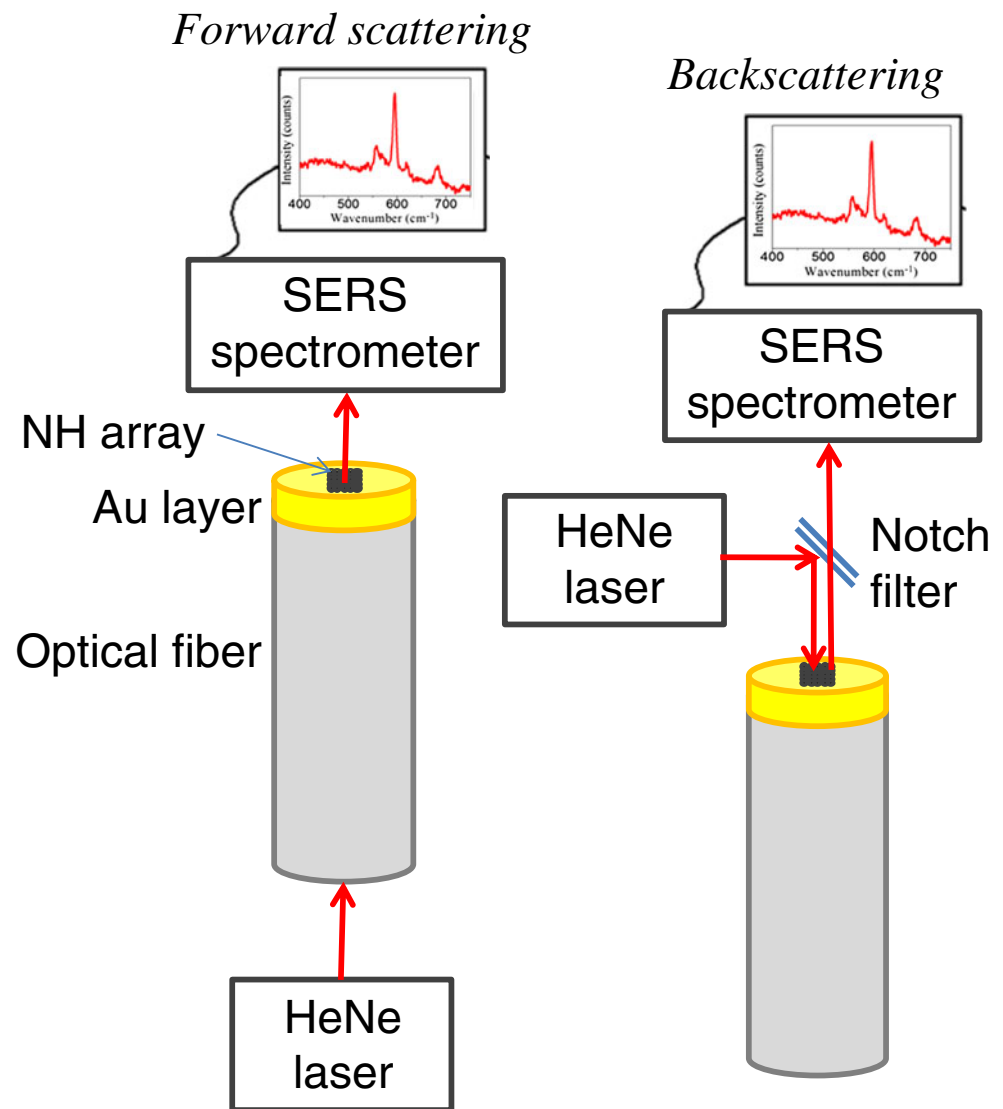 Forward scattering
Intensity (counts)
400 500 600 700
Wavenumber (cm⁻¹)
SERS
spectrometer
NH array
Au layer
Optical fiber
HeNe
laser
Backscattering
Intensity (counts)
400 500 600 700
Wavenumber (cm⁻¹)
SERS
spectrometer
HeNe
laser
Notch
filter